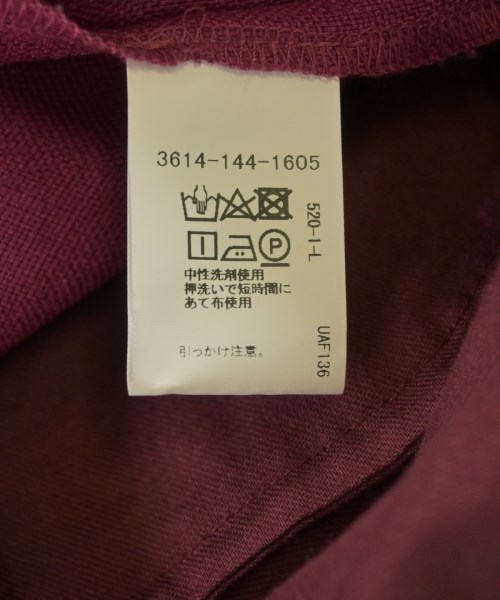 3614-144-1605
520-1-L
P
中性洗剤使用
押洗いで短時間に
あて布使用
引っかけ注意。
UAF136